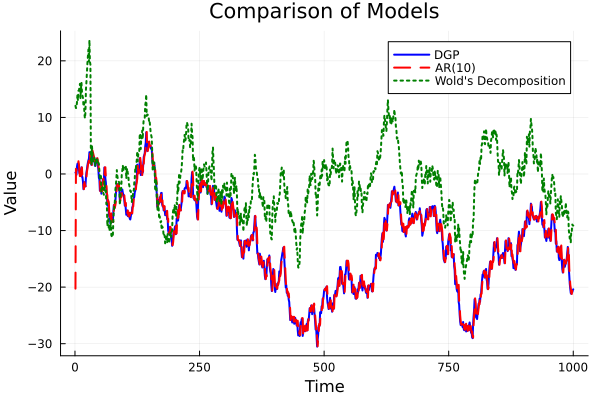 Comparison of Models
DGP
AR(10)
Wold's Decomposition
Value
20
10
0
−10
−20
−30
0
250
500
750
1000
Time